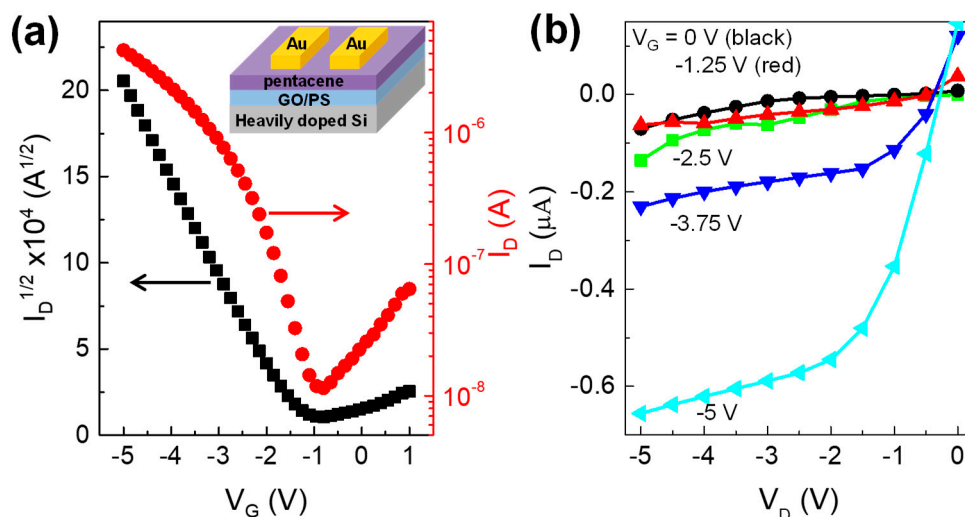 (a)
Au Au
pentacene
GO/PS
Heavily doped Si
I_D^1/2 x10^4 (A^1/2)
20
15
10
5
0
10^-6
10^-7
10^-8
I_D (A)
-5 -4 -3 -2 -1 0 1
V_G (V)
(b)
V_G = 0 V (black)
-1.25 V (red)
-2.5 V
-3.75 V
-5 V
I_D (μA)
0.0
-0.2
-0.4
-0.6
-5 -4 -3 -2 -1 0
V_D (V)